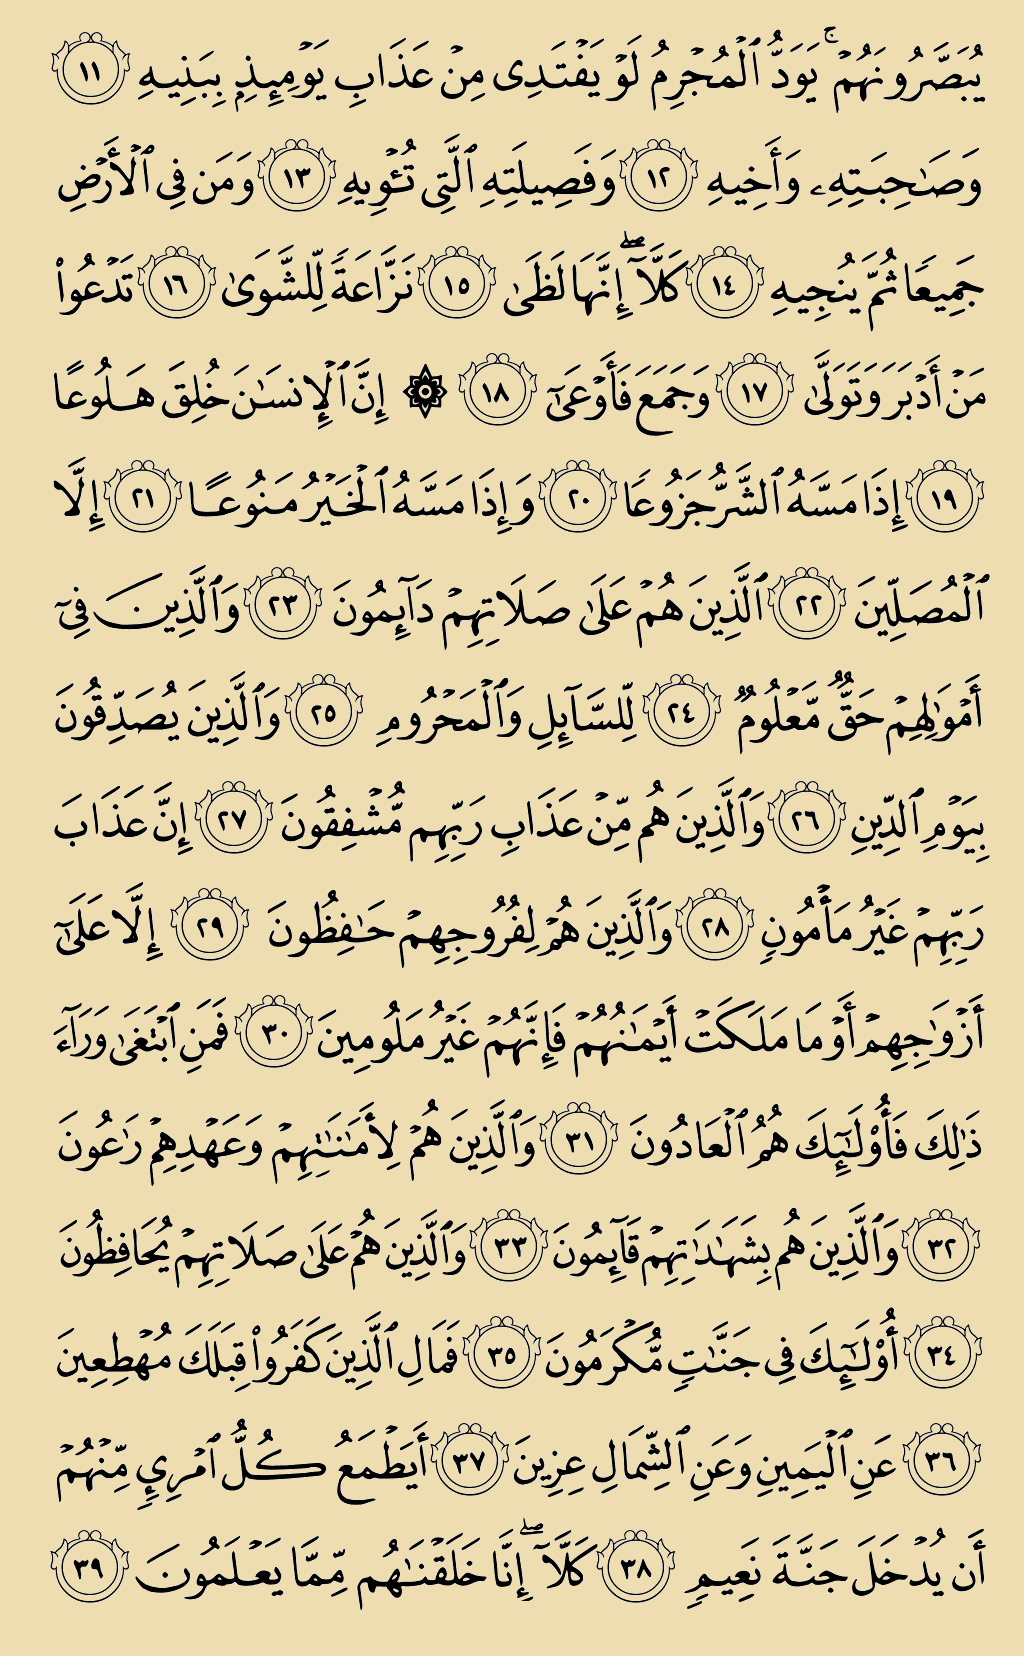 يُبَصَّرُونَهُمْۚ يَوَدُّ ٱلْمُجْرِمُ لَوْ يَفْتَدِى مِنْ عَذَابِ يَوْمِئِذِۭ بِبَنِيهِ ١١
وَصَٰحِبَتِهِۦ وَأَخِيهِ ١٢ وَفَصِيلَتِهِ ٱلَّتِى تُـْٔوِيهِ ١٣ وَمَن فِى ٱلْأَرْضِ
جَمِيعًا ثُمَّ يُنجِيهِ ١٤ كَلَّآۖ إِنَّهَا لَظَىٰ ١٥ نَزَّاعَةً لِّلشَّوَىٰ ١٦ تَدْعُوا۟
مَنْ أَدْبَرَ وَتَوَلَّىٰ ١٧ وَجَمَعَ فَأَوْعَىٰٓ ١٨ ۞ إِنَّ ٱلْإِنسَٰنَ خُلِقَ هَلُوعًا
١٩ إِذَا مَسَّهُ ٱلشَّرُّ جَزُوعًا ٢٠ وَإِذَا مَسَّهُ ٱلْخَيْرُ مَنُوعًا ٢١ إِلَّا
ٱلْمُصَلِّينَ ٢٢ ٱلَّذِينَ هُمْ عَلَىٰ صَلَاتِهِمْ دَآئِمُونَ ٢٣ وَٱلَّذِينَ فِىٓ
أَمْوَٰلِهِمْ حَقٌّ مَّعْلُومٌ ٢٤ لِّلسَّآئِلِ وَٱلْمَحْرُومِ ٢٥ وَٱلَّذِينَ يُصَدِّقُونَ
بِيَوْمِ ٱلدِّينِ ٢٦ وَٱلَّذِينَ هُم مِّنْ عَذَابِ رَبِّهِم مُّشْفِقُونَ ٢٧ إِنَّ عَذَابَ
رَبِّهِمْ غَيْرُ مَأْمُونٍ ٢٨ وَٱلَّذِينَ هُمْ لِفُرُوجِهِمْ حَٰفِظُونَ ٢٩ إِلَّا عَلَىٰٓ
أَزْوَٰجِهِمْ أَوْ مَا مَلَكَتْ أَيْمَٰنُهُمْ فَإِنَّهُمْ غَيْرُ مَلُومِينَ ٣٠ فَمَنِ ٱبْتَغَىٰ وَرَآءَ
ذَٰلِكَ فَأُو۟لَٰٓئِكَ هُمُ ٱلْعَادُونَ ٣١ وَٱلَّذِينَ هُمْ لِأَمَٰنَٰتِهِمْ وَعَهْدِهِمْ رَٰعُونَ
٣٢ وَٱلَّذِينَ هُم بِشَهَٰدَٰتِهِمْ قَآئِمُونَ ٣٣ وَٱلَّذِينَ هُمْ عَلَىٰ صَلَاتِهِمْ يُحَافِظُونَ
٣٤ أُو۟لَٰٓئِكَ فِى جَنَّٰتٍ مُّكْرَمُونَ ٣٥ فَمَالِ ٱلَّذِينَ كَفَرُوا۟ قِبَلَكَ مُهْطِعِينَ
٣٦ عَنِ ٱلْيَمِينِ وَعَنِ ٱلشِّمَالِ عِزِينَ ٣٧ أَيَطْمَعُ كُلُّ ٱمْرِئٍ مِّنْهُمْ
أَن يُدْخَلَ جَنَّةَ نَعِيمٍ ٣٨ كَلَّآۖ إِنَّا خَلَقْنَٰهُم مِّمَّا يَعْلَمُونَ ٣٩